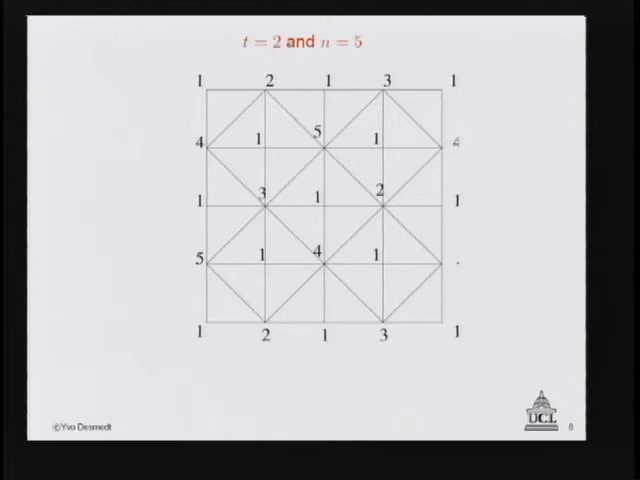 t = 2 and n = 5
1 2 1 3 1
4 1 5 1 4
1 3 1 2 1
5 1 4 1
1 2 1 3 1
©Yvo Desmedt
UCL
8